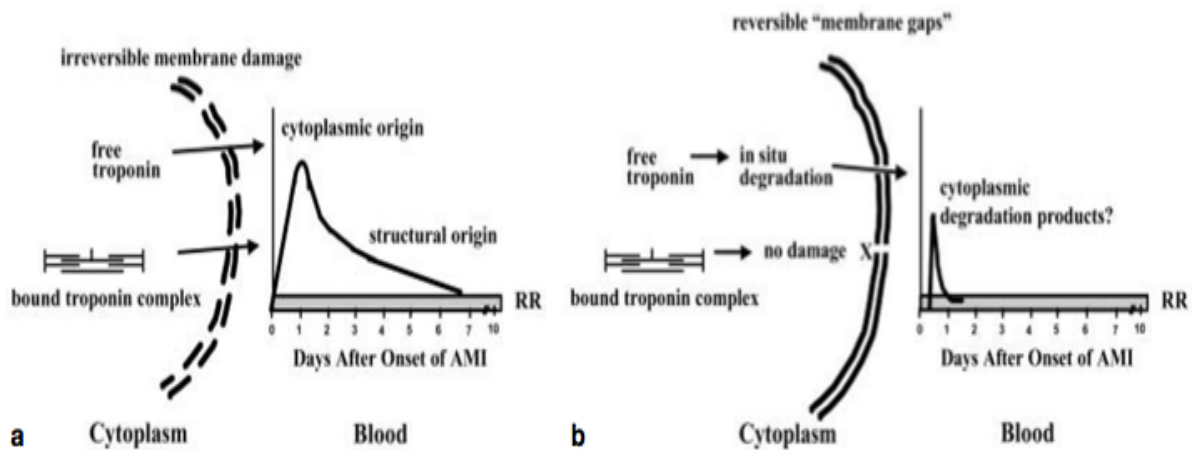 irreversible membrane damage
cytoplasmic origin
free
troponin
structural origin
bound troponin complex
RR
0 1 2 3 4 5 6 7 10
Days After Onset of AMI
a
Cytoplasm
Blood
reversible “membrane gaps”
free
troponin
in situ
degradation
cytoplasmic
degradation products?
no damage X
bound troponin complex
RR
0 1 2 3 4 5 6 7 10
Days After Onset of AMI
b
Cytoplasm
Blood